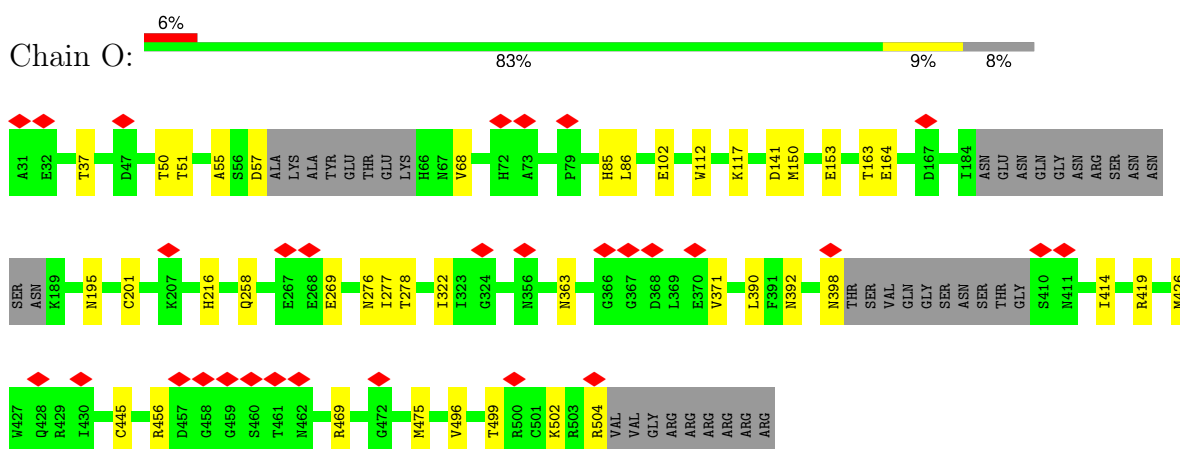 6%
Chain O:
83% 9% 8%
A31 E32 T37 D47 T50 T51 A55 S56 D57 ALA LYS ALA TYR GLU THR GLU LYS H66 N67 V68 H72 A73 P79 H85 L86 E102 W112 K117 D141 M150 E153 T163 E164 D167 I184 ASN GLU ASN GLN GLY ASN ARG SER ASN ASN
SER ASN K189 N195 C201 K207 H216 Q258 E267 E268 E269 N276 I277 T278 I322 I323 G324 N356 N363 G366 G367 D368 L369 E370 V371 L390 F391 N392 N398 THR SER VAL GLN GLY SER ASN SER THR GLY S410 N411 I414 R419 M426
W427 Q428 R429 I430 C445 R456 D457 G458 G459 S460 T461 N462 R469 G472 M475 V496 T499 R500 C501 K502 R503 R504 VAL VAL GLY ARG ARG ARG ARG ARG ARG